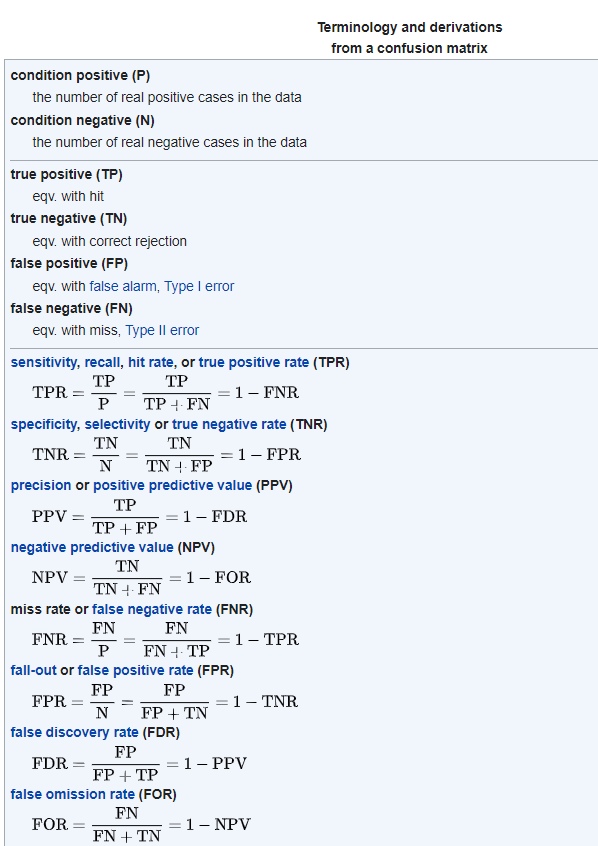 Terminology and derivations
from a confusion matrix
condition positive (P)
the number of real positive cases in the data
condition negative (N)
the number of real negative cases in the data
true positive (TP)
eqv. with hit
true negative (TN)
eqv. with correct rejection
false positive (FP)
eqv. with false alarm, Type I error
false negative (FN)
eqv. with miss, Type II error
sensitivity, recall, hit rate, or true positive rate (TPR)
TPR = TP / P = TP / (TP + FN) = 1 − FNR
specificity, selectivity or true negative rate (TNR)
TNR = TN / N = TN / (TN + FP) = 1 − FPR
precision or positive predictive value (PPV)
PPV = TP / (TP + FP) = 1 − FDR
negative predictive value (NPV)
NPV = TN / (TN + FN) = 1 − FOR
miss rate or false negative rate (FNR)
FNR = FN / P = FN / (FN + TP) = 1 − TPR
fall-out or false positive rate (FPR)
FPR = FP / N = FP / (FP + TN) = 1 − TNR
false discovery rate (FDR)
FDR = FP / (FP + TP) = 1 − PPV
false omission rate (FOR)
FOR = FN / (FN + TN) = 1 − NPV